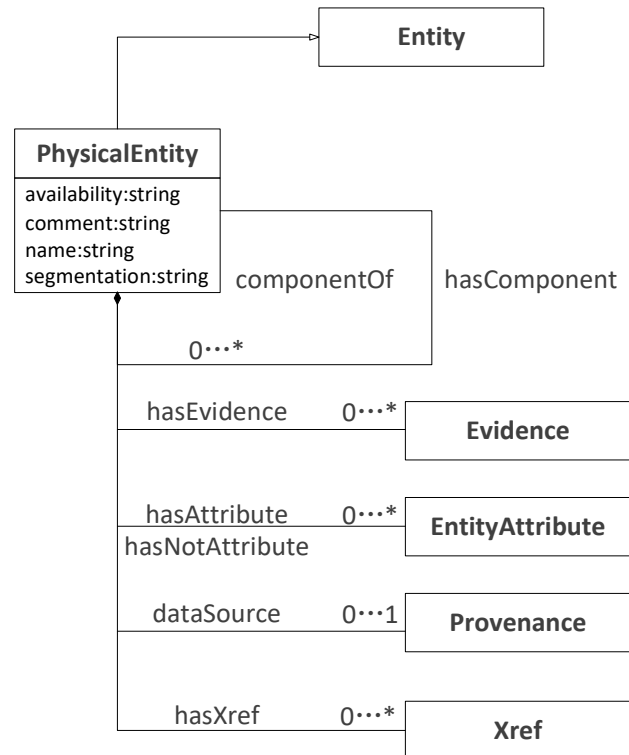 Entity
PhysicalEntity
availability:string
comment:string
name:string
segmentation:string
componentOf
hasComponent
0···*
hasEvidence 0···*
Evidence
hasAttribute 0···*
hasNotAttribute
EntityAttribute
dataSource 0···1
Provenance
hasXref 0···*
Xref